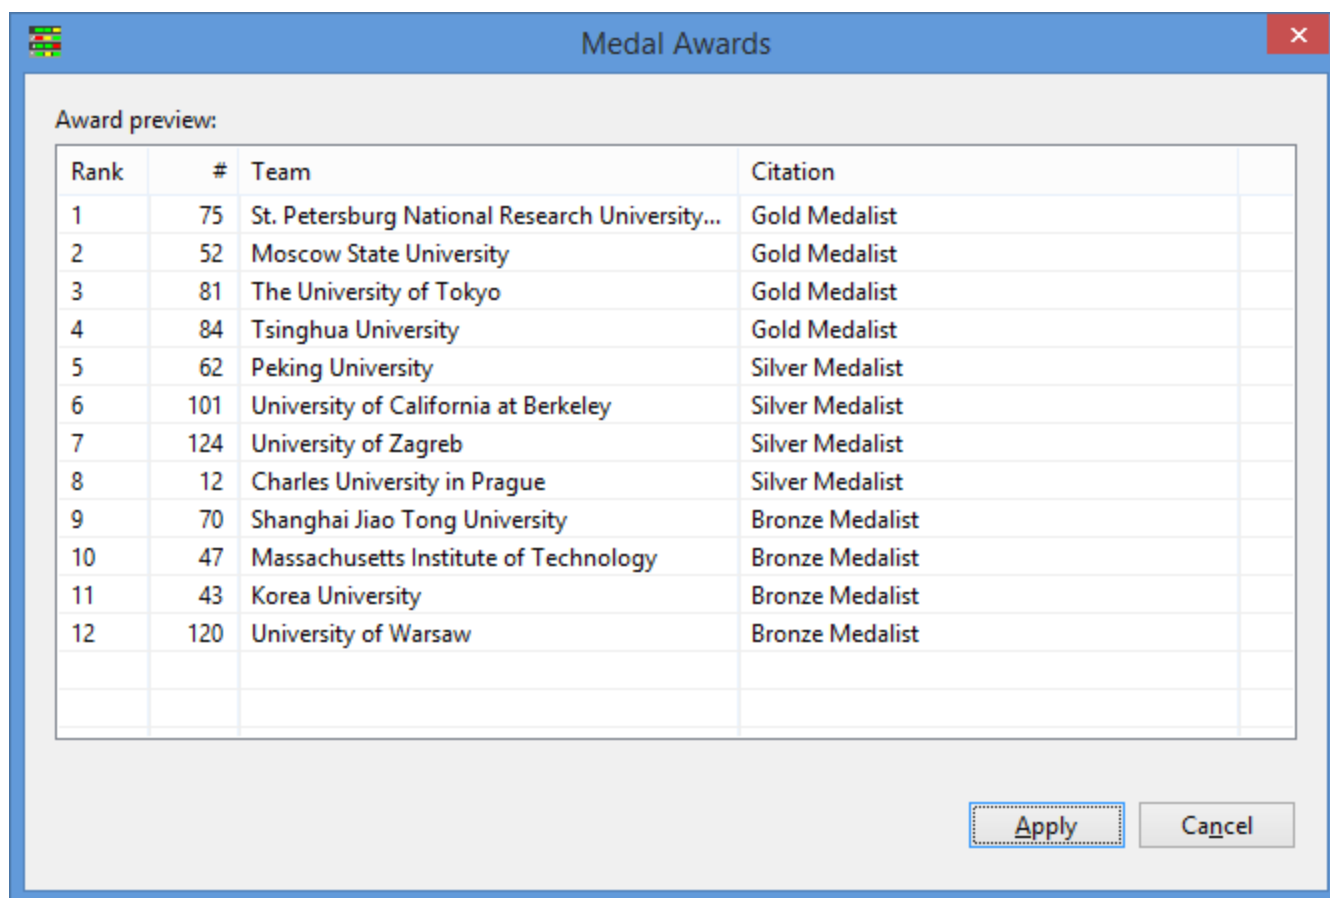 Medal Awards
Award preview:
Rank # Team Citation
1 75 St. Petersburg National Research University... Gold Medalist
2 52 Moscow State University Gold Medalist
3 81 The University of Tokyo Gold Medalist
4 84 Tsinghua University Gold Medalist
5 62 Peking University Silver Medalist
6 101 University of California at Berkeley Silver Medalist
7 124 University of Zagreb Silver Medalist
8 12 Charles University in Prague Silver Medalist
9 70 Shanghai Jiao Tong University Bronze Medalist
10 47 Massachusetts Institute of Technology Bronze Medalist
11 43 Korea University Bronze Medalist
12 120 University of Warsaw Bronze Medalist
Apply Cancel